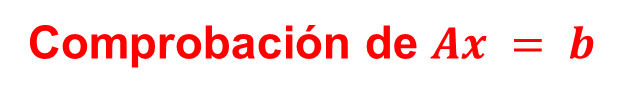 Comprobación de Ax = b